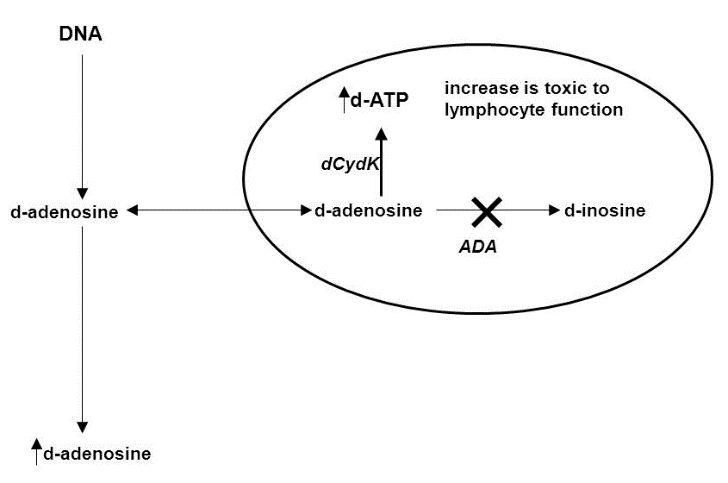 DNA
d-ATP
increase is toxic to
lymphocyte function
dCydK
d-adenosine
d-adenosine
d-inosine
ADA
d-adenosine